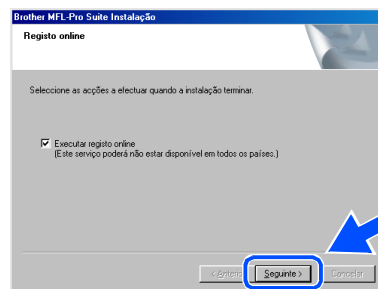 Brother MFL-Pro Suite Instalação
Registo online
Seleccione as acções a efectuar quando a instalação terminar.
Executar registo online
(Este serviço poderá não estar disponível em todos os países.)
Seguinte >
Cancelar